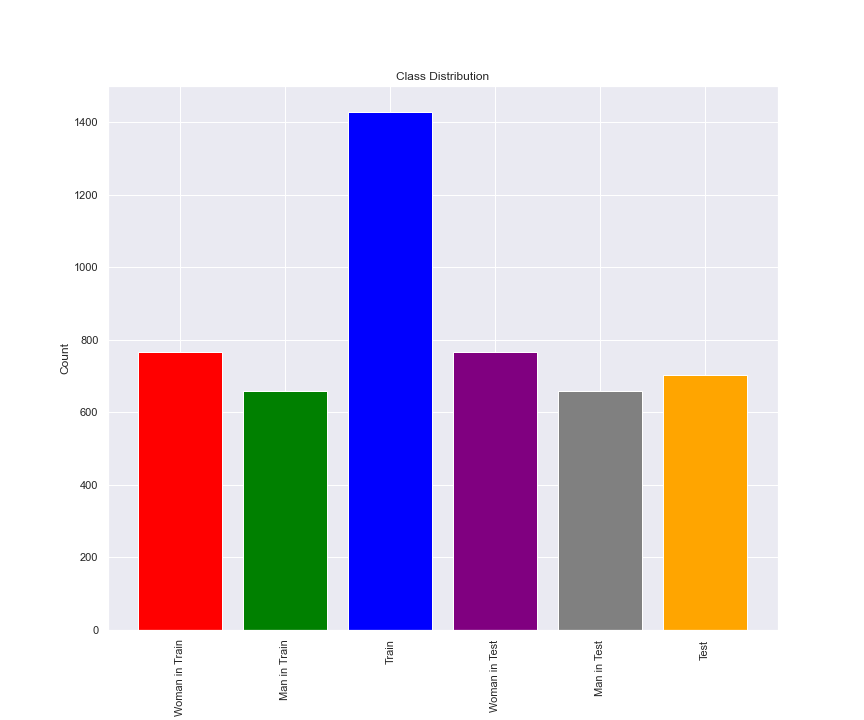 Class Distribution
1400
1200
1000
800
600
400
200
0
Count
Woman in Train
Man in Train
Train
Woman in Test
Man in Test
Test